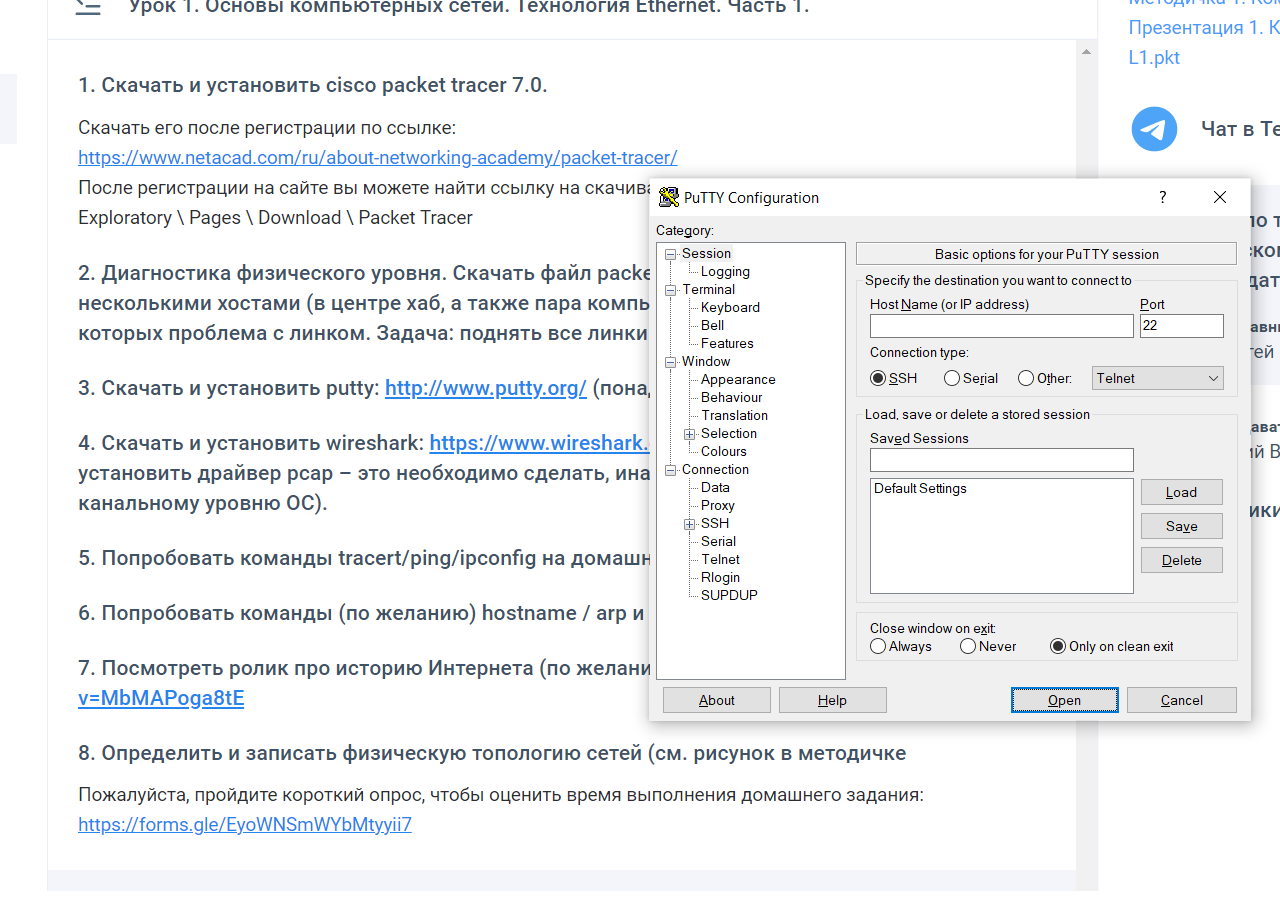 Урок 1. Основы компьютерных сетей. Технология Ethernet. Часть 1.
1. Скачать и установить cisco packet tracer 7.0.
Скачать его после регистрации по ссылке:
https://www.netacad.com/ru/about-networking-academy/packet-tracer/
После регистрации на сайте вы можете найти ссылку на скачива
Exploratory \ Pages \ Download \ Packet Tracer
2. Диагностика физического уровня. Скачать файл packe
несколькими хостами (в центре хаб, а также пара компь
которых проблема с линком. Задача: поднять все линки
3. Скачать и установить putty: http://www.putty.org/ (пона
4. Скачать и установить wireshark: https://www.wireshark.
установить драйвер pcap – это необходимо сделать, ина
канальному уровню ОС).
5. Попробовать команды tracert/ping/ipconfig на домашн
6. Попробовать команды (по желанию) hostname / arp и
7. Посмотреть ролик про историю Интернета (по желани
v=MbMAPoga8tE
8. Определить и записать физическую топологию сетей (см. рисунок в методичке
Пожалуйста, пройдите короткий опрос, чтобы оценить время выполнения домашнего задания:
https://forms.gle/EyoWNSmWYbMtyyii7
Методичка 1. Ком
Презентация 1. К
L1.pkt
Чат в Те
PuTTY Configuration
?
Category:
Session
Logging
Terminal
Keyboard
Bell
Features
Window
Appearance
Behaviour
Translation
Selection
Colours
Connection
Data
Proxy
SSH
Serial
Telnet
Rlogin
SUPDUP
Basic options for your PuTTY session
Specify the destination you want to connect to
Host Name (or IP address) Port
22
Connection type:
SSH Serial Other: Telnet
Load, save or delete a stored session
Saved Sessions
Default Settings
Load
Save
Delete
Close window on exit:
Always Never Only on clean exit
About Help Open Cancel